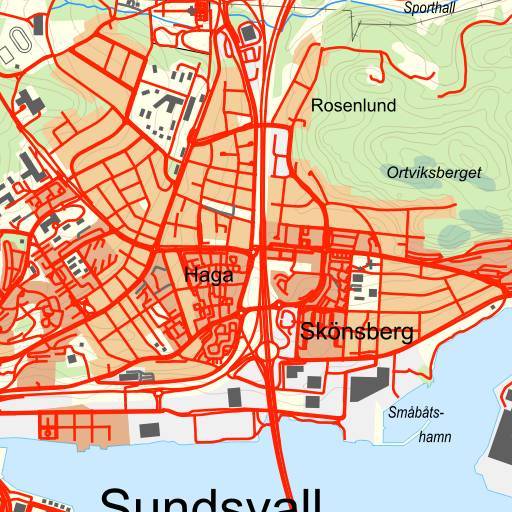 Sporthall
Rosenlund
Ortviksberget
Haga
Skönsberg
Småbåts-
hamn
Sundsvall